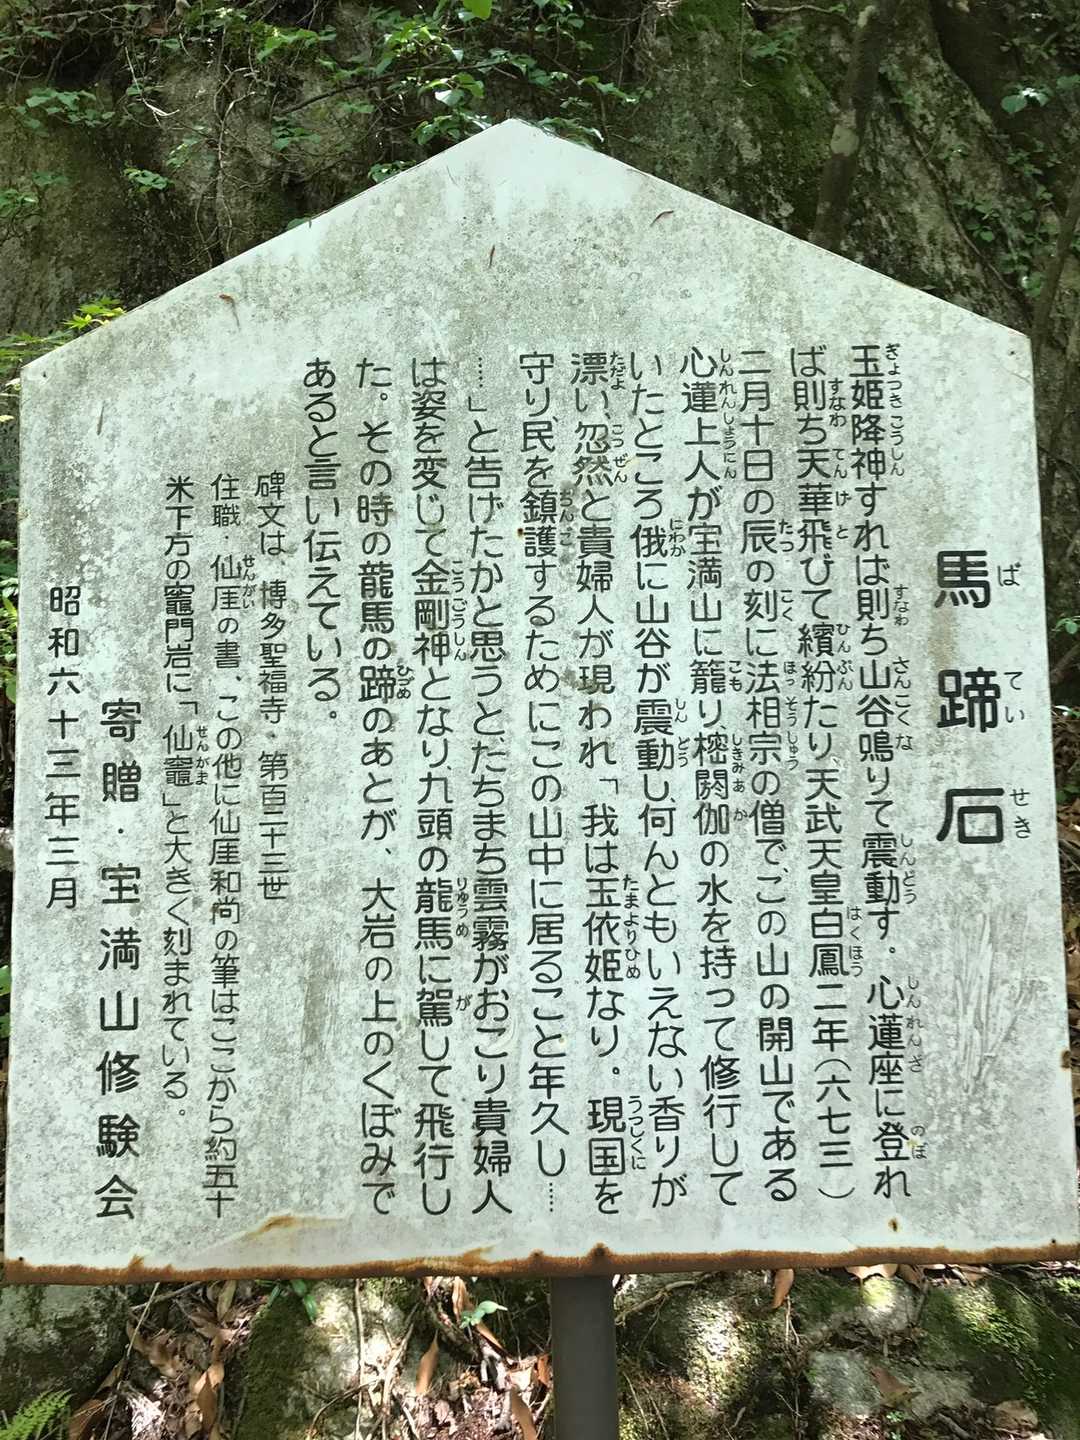 馬蹄石
玉姫降神すれば則ち山谷鳴りて震動す。心蓮座に登れ
ば則ち天華飛びて繽紛たり、天武天皇白鳳二年（六七三）
二月十日の辰の刻に法相宗の僧で、この山の開山である
心蓮上人が宝満山に籠り、樒閼伽の水を持って修行して
いたところ俄に山谷が震動し、何んともいえない香りが
漂い、忽然と貴婦人が現われ「我は玉依姫なり。現国を
守り、民を鎮護するために、この山中に居ること年久し……
……」と告げたかと思うと、たちまち雲霧がおこり貴婦人
は姿を変じて金剛神となり、九頭の龍馬に駕して飛行し
た。その時の龍馬の蹄のあとが、大岩の上のくぼみで
あると言い伝えている。
碑文は、博多聖福寺・第百二十三世
住職・仙厓の書、この他に仙厓和尚の筆はここから約五十
米下方の竈門岩に「仙竈」と大きく刻まれている。
寄贈・宝満山修験会
昭和六十三年三月